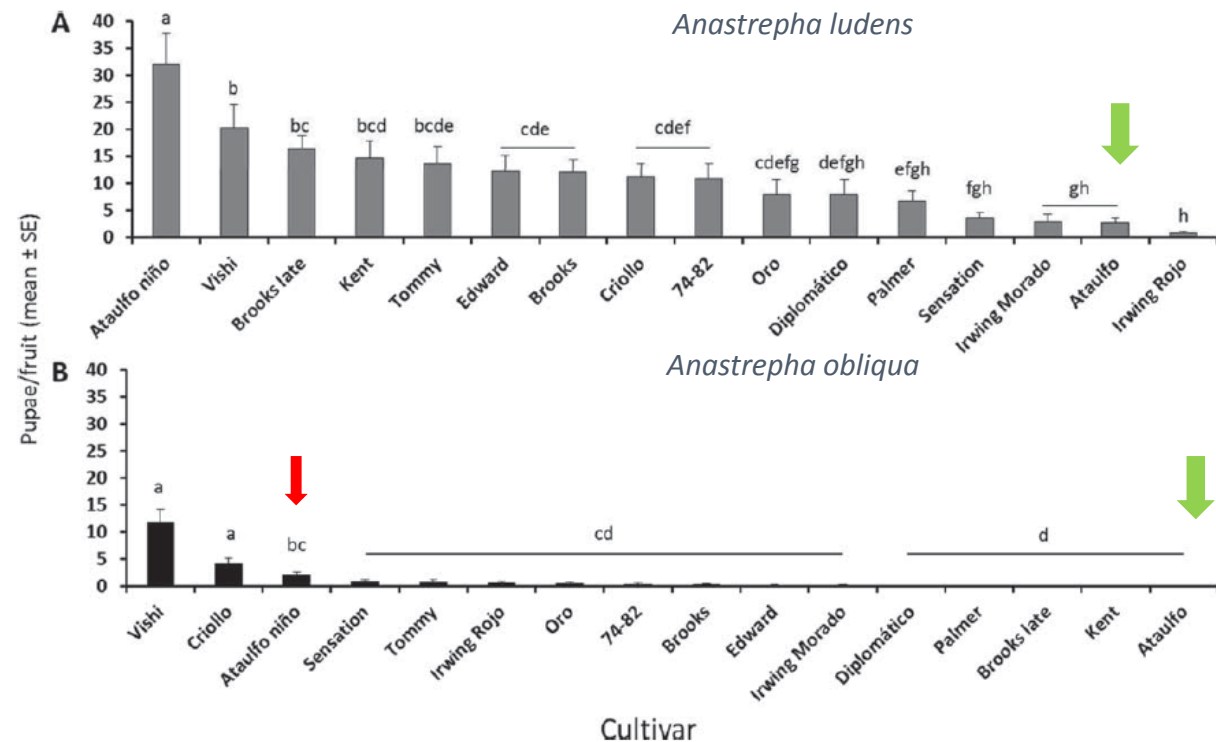 A
Anastrepha ludens
40
35
30
25
20
15
10
5
0
a
b
bc
bcd
bcde
cde
cdef
cdefg
defgh
efgh
fgh
gh
h
Ataulfo niño
Vishi
Brooks late
Kent
Tommy
Edward
Brooks
Criollo
74-82
Oro
Diplomático
Palmer
Sensation
Irwing Morado
Ataulfo
Irwing Rojo
Pupae/fruit (mean ± SE)
B
Anastrepha obliqua
40
35
30
25
20
15
10
5
0
a
a
bc
cd
d
Vishi
Criollo
Ataulfo niño
Sensation
Tommy
Irwing Rojo
Oro
74-82
Brooks
Edward
Irwing Morado
Diplomático
Palmer
Brooks late
Kent
Ataulfo
Cultivar